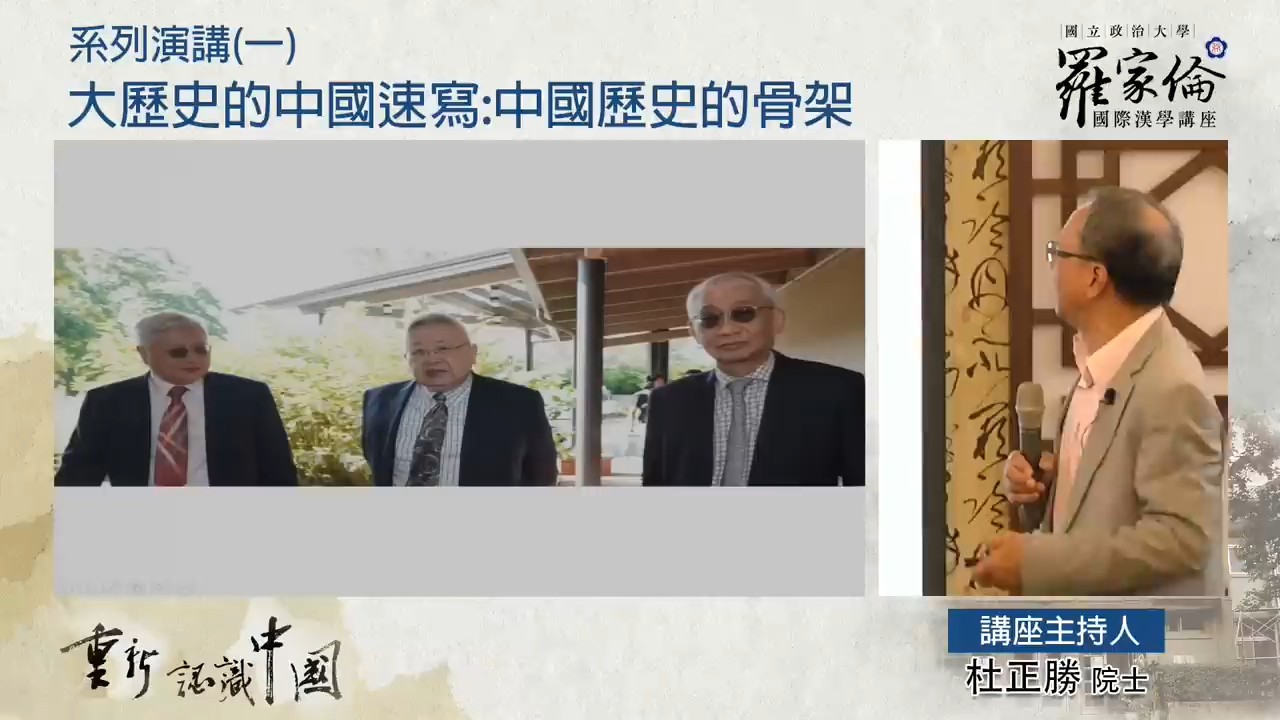 系列演講(一)
大歷史的中國速寫:中國歷史的骨架
國立政治大學
羅家倫
國際漢學講座
重新認識中國
講座主持人
杜正勝 院士